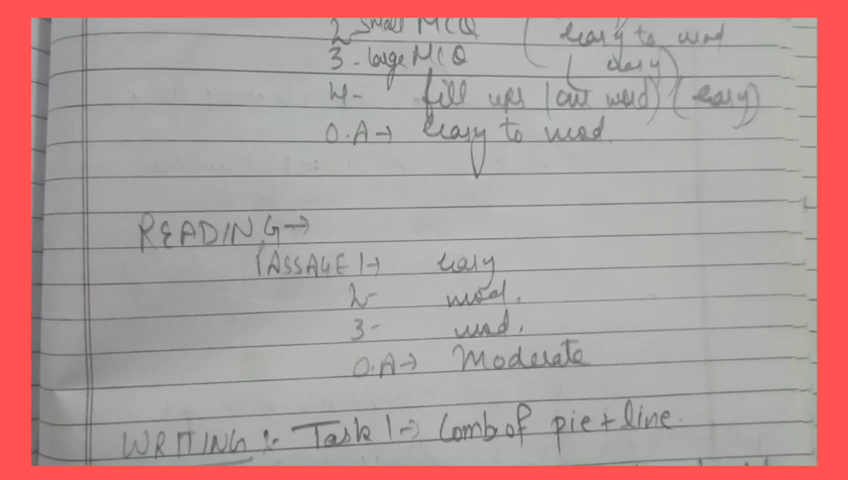 2- small MCQ (easy to mod
3- large MCQ (easy)
4- fill ups (one word) (easy)
O.A → easy to mod.
READING →
PASSAGE 1 → easy
2- mod.
3- mod.
O.A → Moderate
WRITING :- Task 1 → Comb of pie + line.